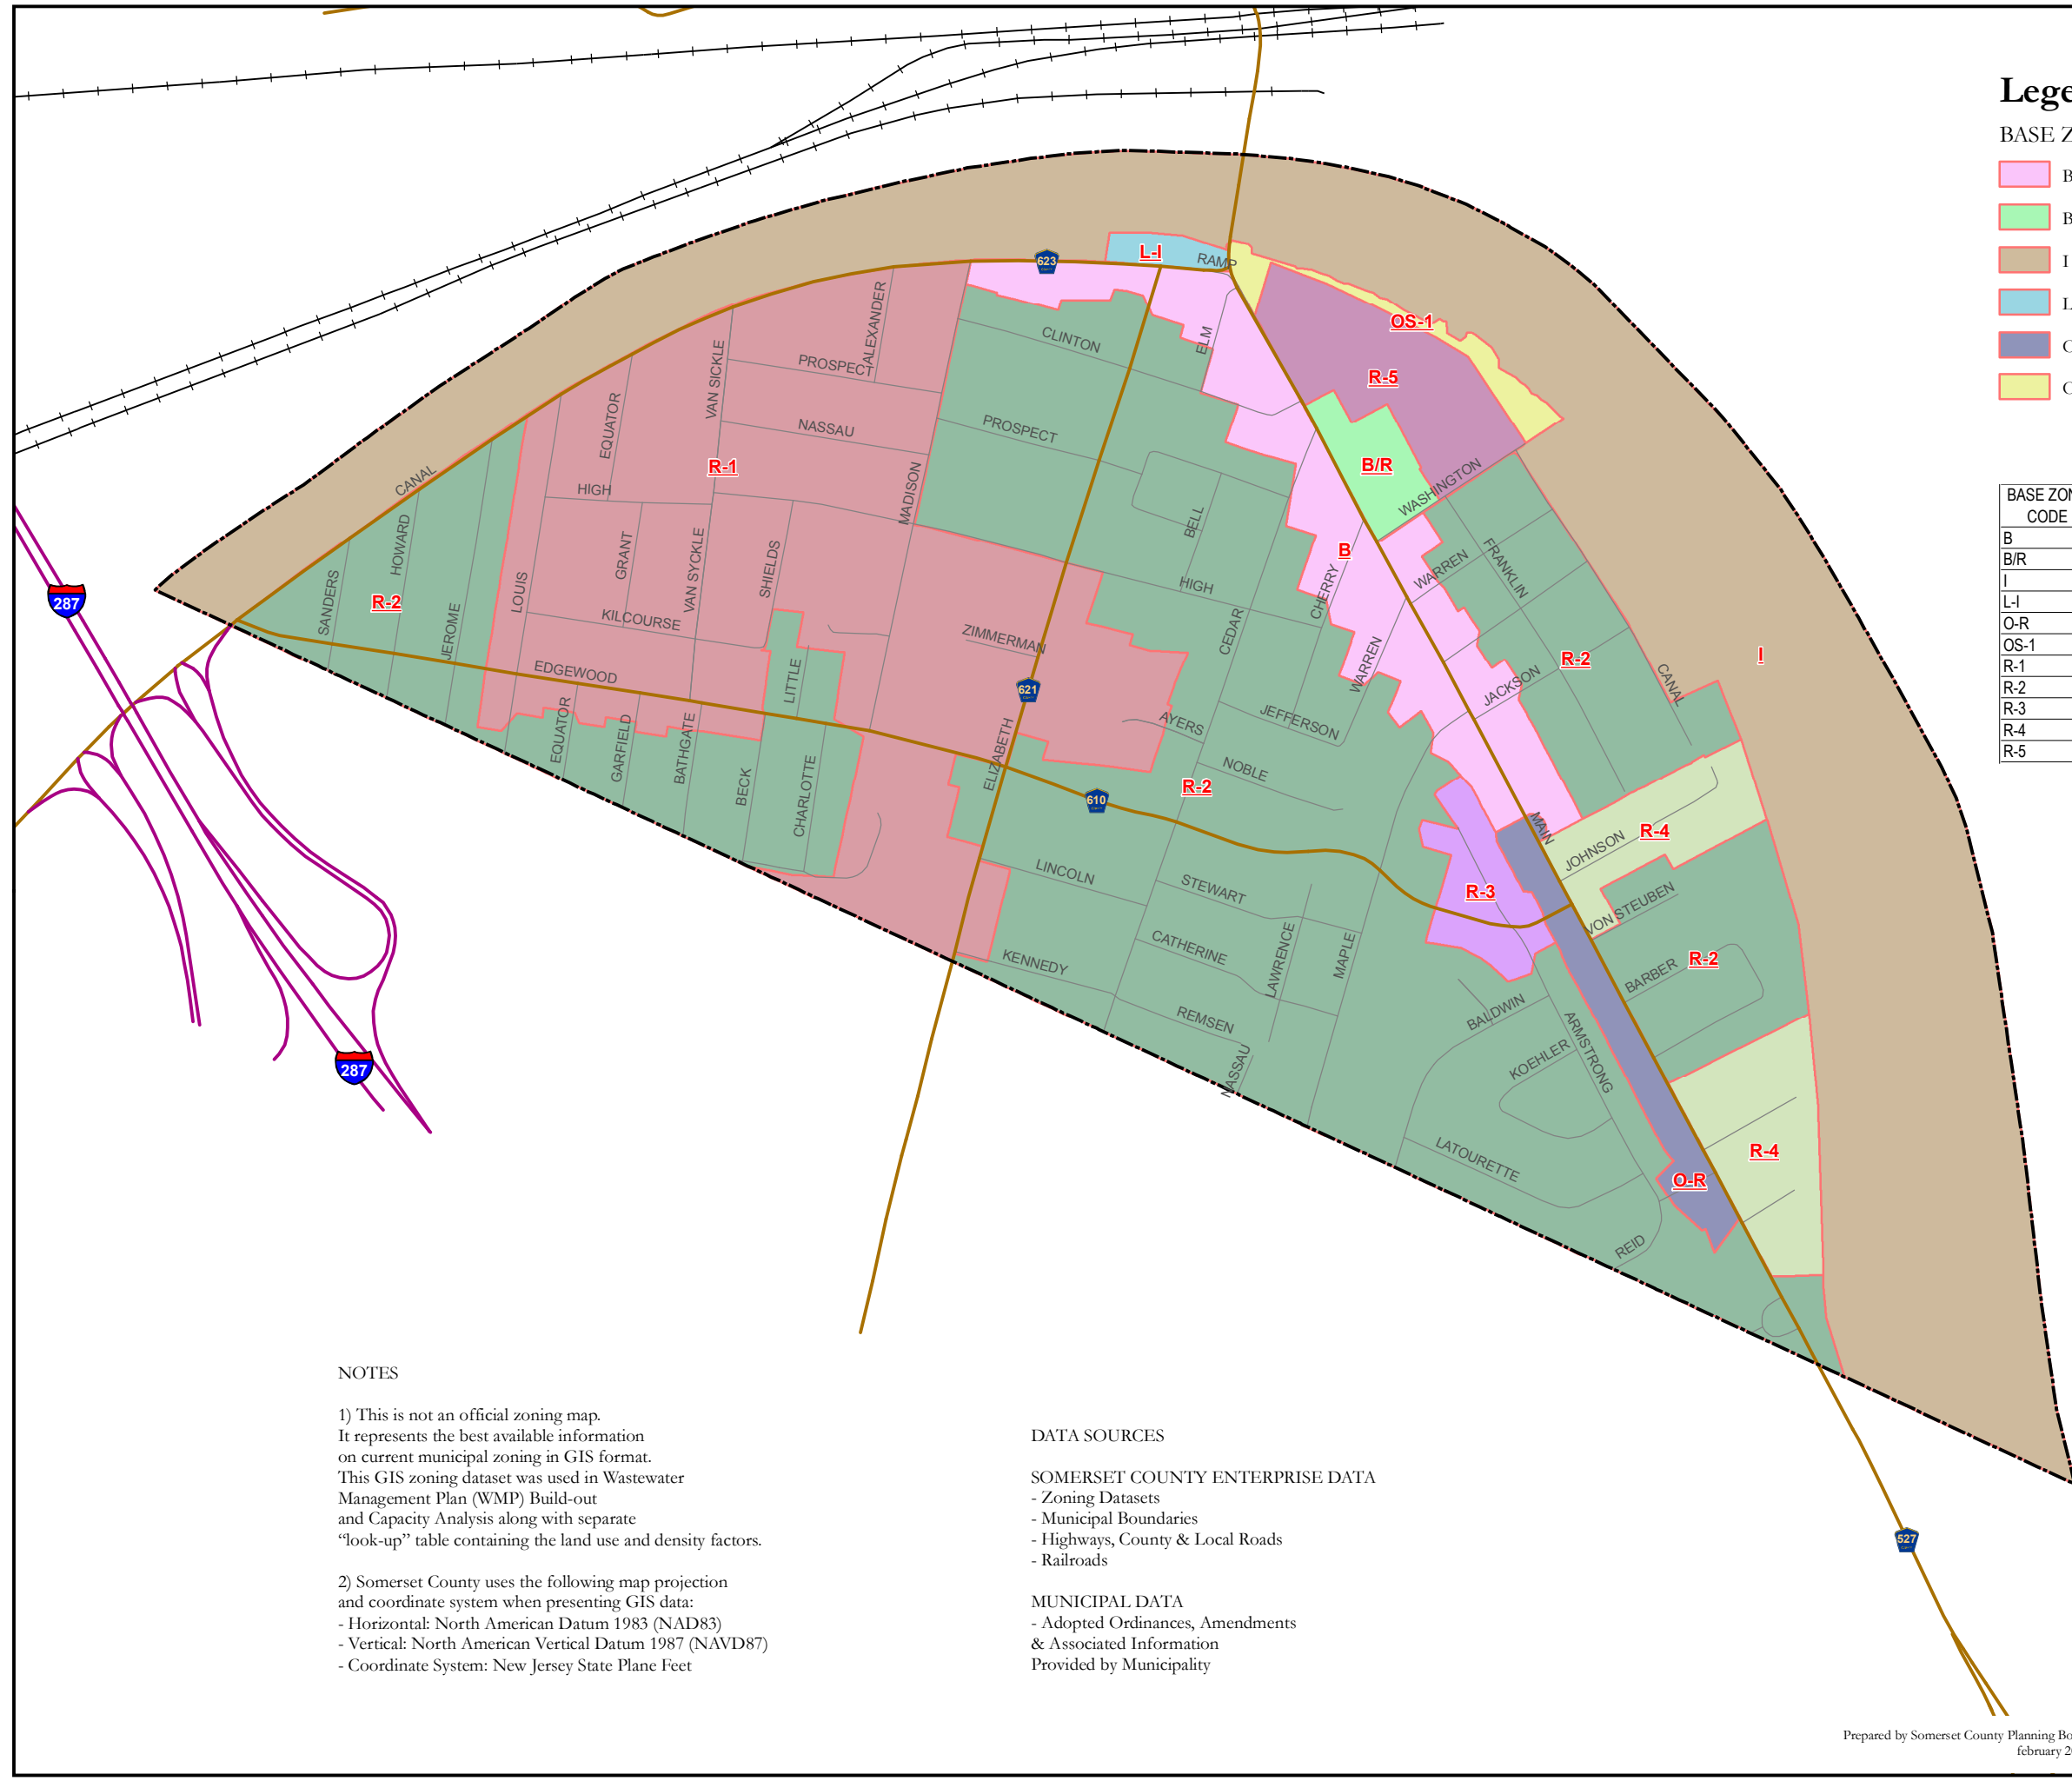 Lege
BASE Z
B
B
I
L
O
O
BASE ZON
CODE
B
B/R
I
L-I
O-R
OS-1
R-1
R-2
R-3
R-4
R-5
623
L-I
RAMP
ALEXANDER
CLINTON
ELM
OS-1
VAN SICKLE
PROSPECT
R-5
EQUATOR
NASSAU
PROSPECT
R-1
B/R
CANAL
HIGH
MADISON
WASHINGTON
BELL
HOWARD
GRANT
VAN SYCKLE
SHIELDS
B
WARREN
FRANKLIN
287
SANDERS
R-2
LOUIS
HIGH
CHERRY
JEROME
KILCOURSE
ZIMMERMAN
CEDAR
WARREN
R-2
I
EDGEWOOD
LITTLE
621
JACKSON
CANAL
EQUATOR
GARFIELD
BATHGATE
AYERS
JEFFERSON
BECK
CHARLOTTE
ELIZABETH
NOBLE
R-2
610
MAIN
R-4
JOHNSON
LINCOLN
STEWART
R-3
VON STEUBEN
CATHERINE
LAWRENCE
MAPLE
R-2
KENNEDY
BARBER
REMSEN
BALDWIN
ARMSTRONG
287
NASSAU
KOEHLER
LATOURETTE
R-4
O-R
REID
527
NOTES
1) This is not an official zoning map.
It represents the best available information
on current municipal zoning in GIS format.
This GIS zoning dataset was used in Wastewater
Management Plan (WMP) Build-out
and Capacity Analysis along with separate
“look-up” table containing the land use and density factors.
2) Somerset County uses the following map projection
and coordinate system when presenting GIS data:
- Horizontal: North American Datum 1983 (NAD83)
- Vertical: North American Vertical Datum 1987 (NAVD87)
- Coordinate System: New Jersey State Plane Feet
DATA SOURCES
SOMERSET COUNTY ENTERPRISE DATA
- Zoning Datasets
- Municipal Boundaries
- Highways, County & Local Roads
- Railroads
MUNICIPAL DATA
- Adopted Ordinances, Amendments
& Associated Information
Provided by Municipality
Prepared by Somerset County Planning Bo
february 2